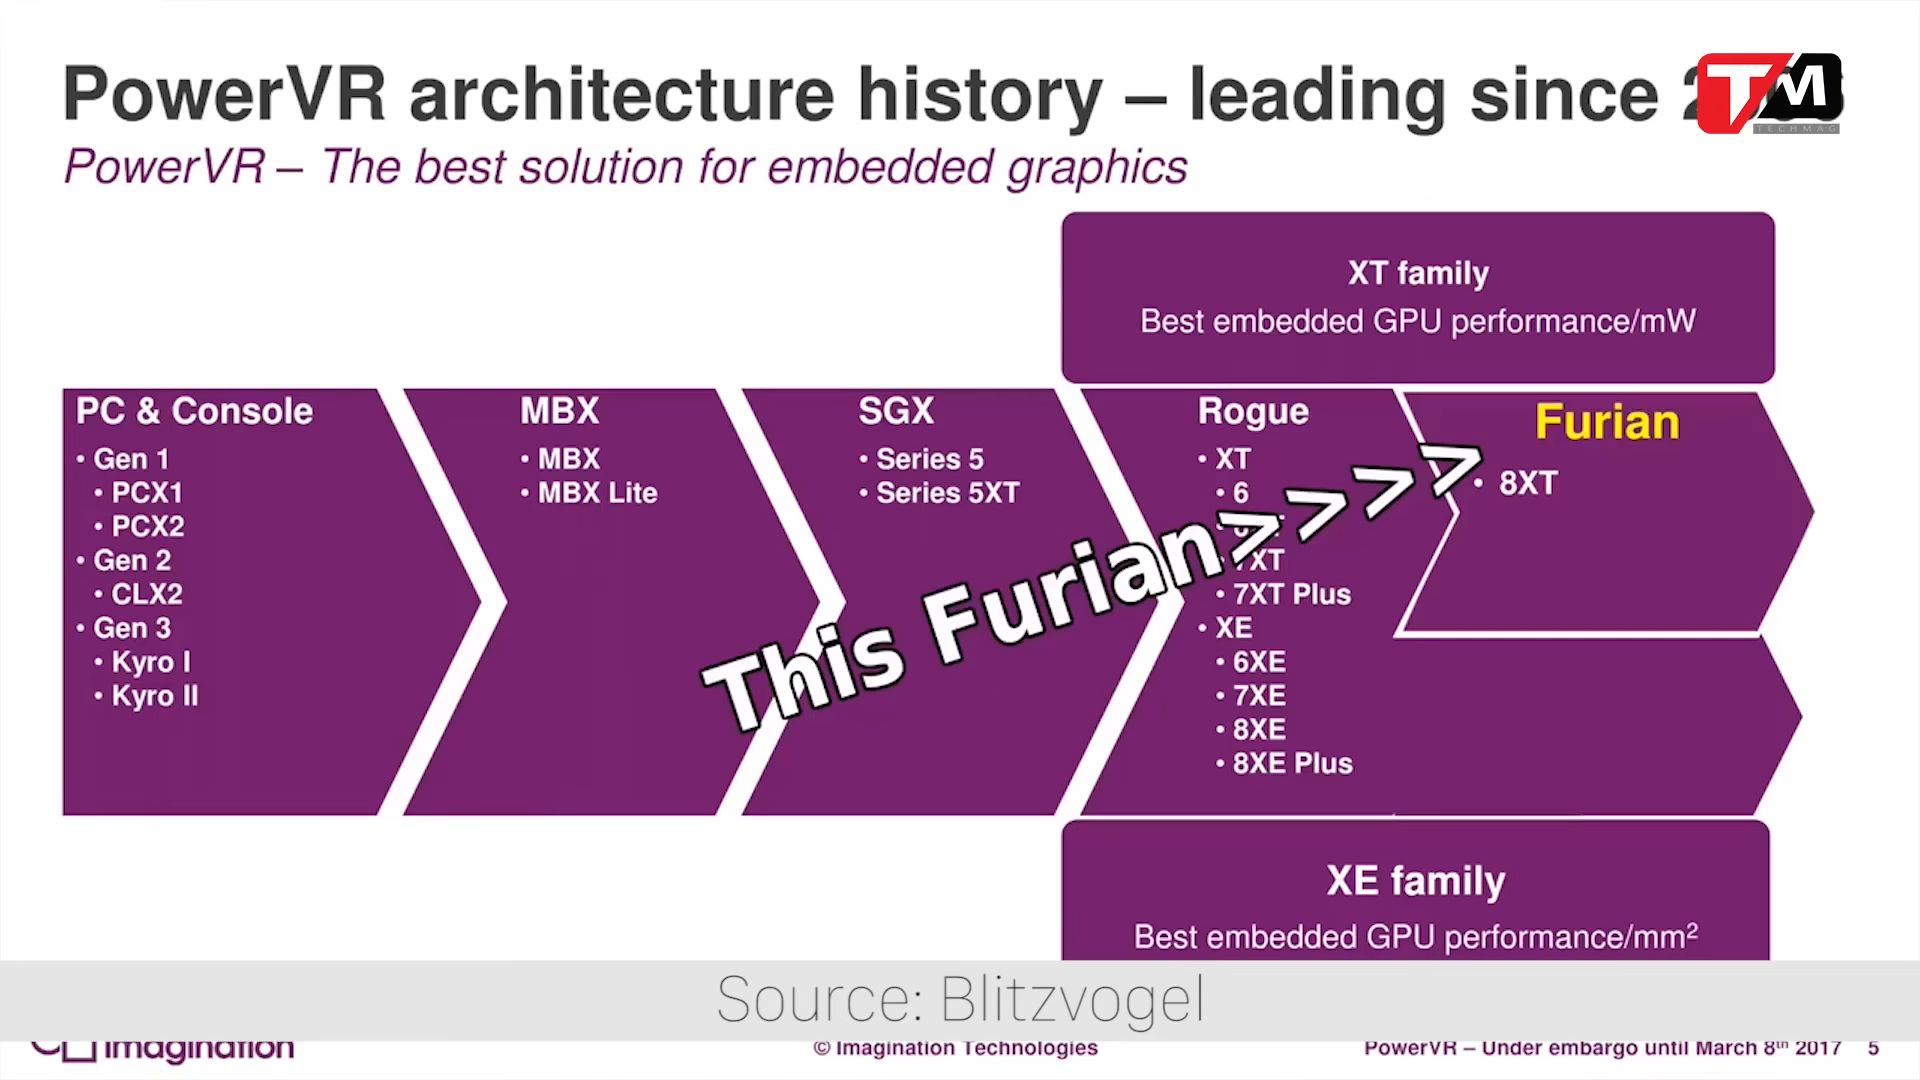 PowerVR architecture history – leading since
TM
TECHMAG
PowerVR – The best solution for embedded graphics
XT family
Best embedded GPU performance/mW
PC & Console
• Gen 1
• PCX1
• PCX2
• Gen 2
• CLX2
• Gen 3
• Kyro I
• Kyro II
MBX
• MBX
• MBX Lite
SGX
• Series 5
• Series 5XT
Rogue
• XT
• 6
• 7XT
• 7XT Plus
• XE
• 6XE
• 7XE
• 8XE
• 8XE Plus
Furian
• 8XT
This Furian>>>>
XE family
Best embedded GPU performance/mm²
Source: Blitzvogel
imagination
© Imagination Technologies
PowerVR – Under embargo until March 8th 2017 5